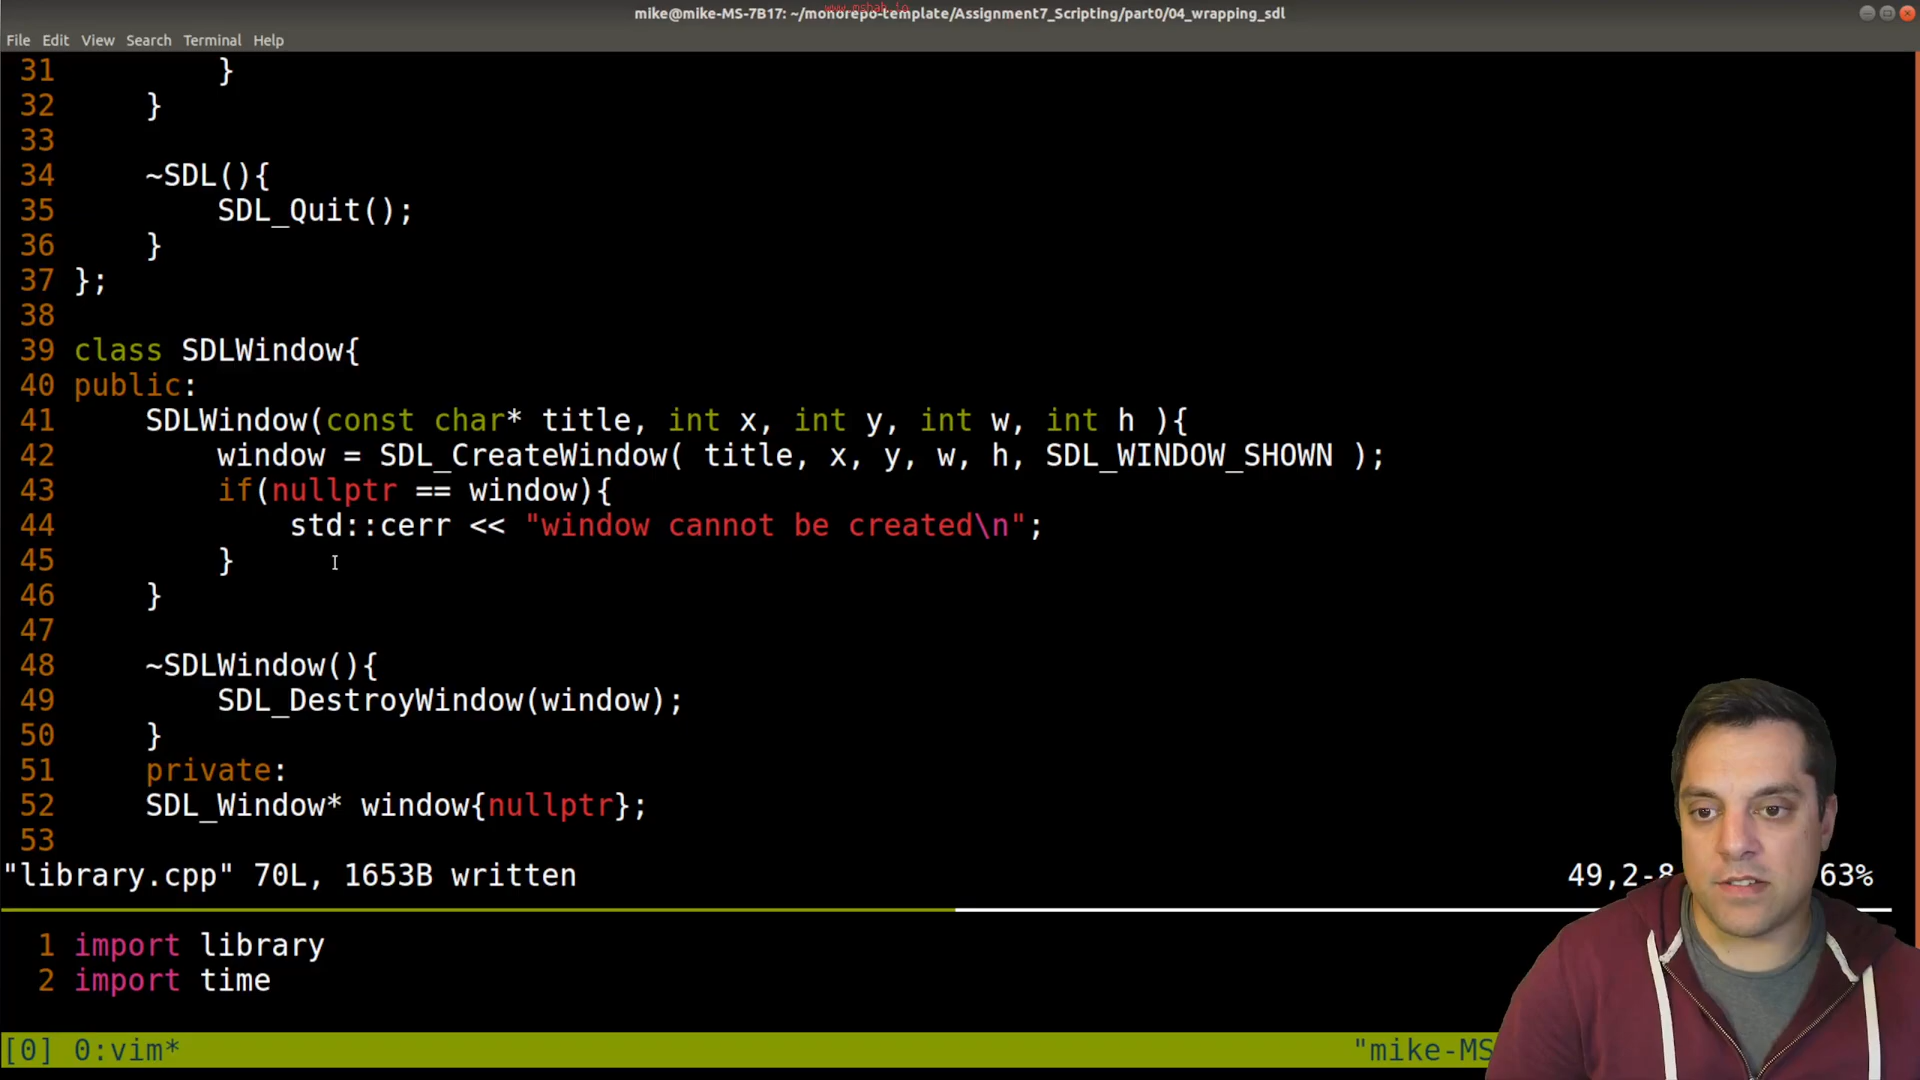 www.mshah.io
mike@mike-MS-7B17: ~/monorepo-template/Assignment7_Scripting/part0/04_wrapping_sdl
File Edit View Search Terminal Help
31         }
32     }
33
34     ~SDL(){
35         SDL_Quit();
36     }
37 };
38
39 class SDLWindow{
40 public:
41     SDLWindow(const char* title, int x, int y, int w, int h ){
42         window = SDL_CreateWindow( title, x, y, w, h, SDL_WINDOW_SHOWN );
43         if(nullptr == window){
44             std::cerr << "window cannot be created\n";
45         }
46     }
47
48     ~SDLWindow(){
49         SDL_DestroyWindow(window);
50     }
51     private:
52     SDL_Window* window{nullptr};
53
"library.cpp" 70L, 1653B written 49,2-8 63%
1 import library
2 import time
[0] 0:vim* "mike-MS